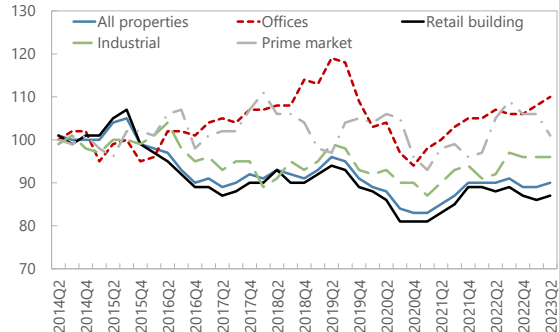 130
All properties
Offices
Retail building
Industrial
Prime market
120
110
100
90
80
70
2014Q2
2014Q4
2015Q2
2015Q4
2016Q2
2016Q4
2017Q2
2017Q4
2018Q2
2018Q4
2019Q2
2019Q4
2020Q2
2020Q4
2021Q2
2021Q4
2022Q2
2022Q4
2023Q2